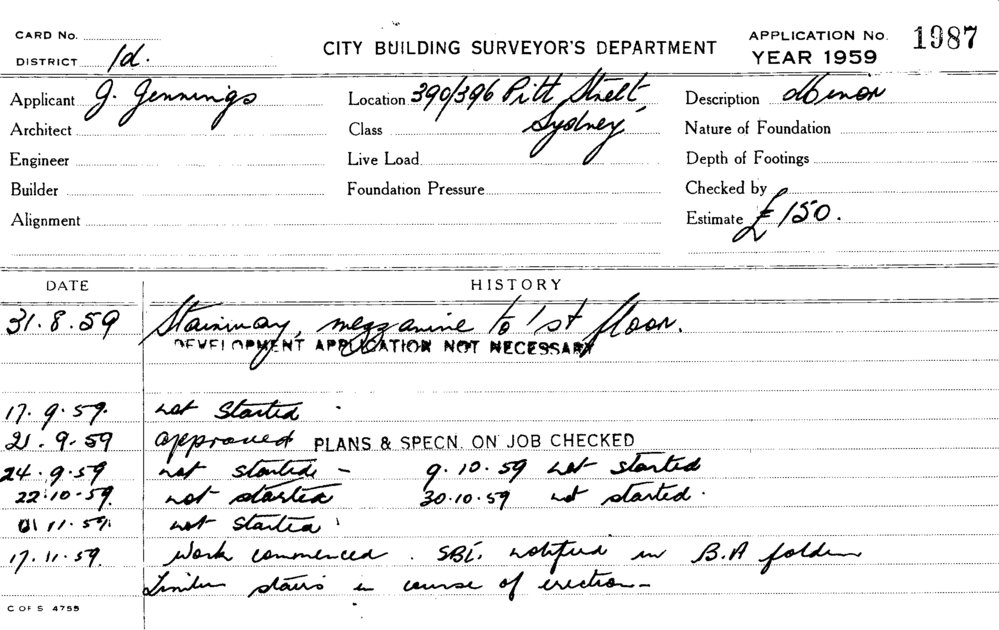 CARD No. CITY BUILDING SURVEYOR'S DEPARTMENT APPLICATION No. 1987
DISTRICT 1d. YEAR 1959
Applicant J. Jennings Location 390/396 Pitt Street, Description Minor
Architect Class Sydney Nature of Foundation
Engineer Live Load Depth of Footings
Builder Foundation Pressure Checked by
Alignment Estimate £150.
DATE HISTORY
31.8.59 Stairway, mezzanine to 1st floor.
DEVELOPMENT APPLICATION NOT NECESSARY
17.9.59 not started
21.9.59 approved PLANS & SPECN. ON JOB CHECKED
24.9.59 not started - 9.10.59 not started
22.10.59 not started 30.10.59 not started.
11.59. not started
17.11.59. Work commenced. SBI. notified in B.A folder
stairs in course of erection -
C OF S 4755